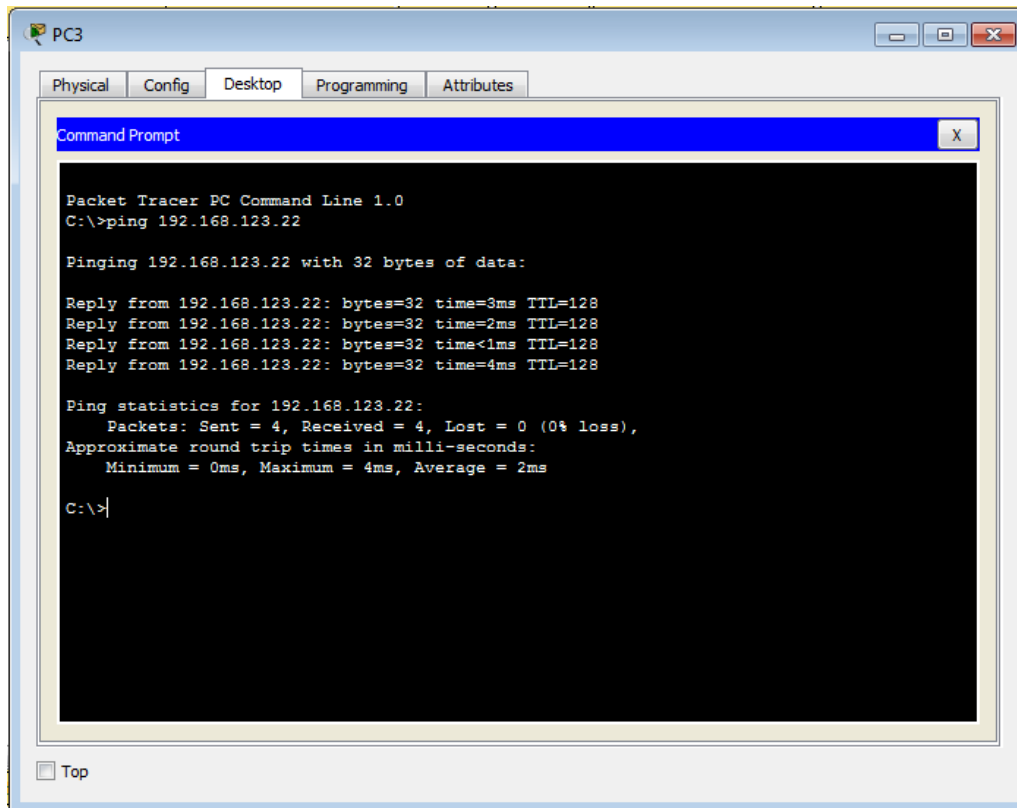 PC3
Physical Config Desktop Programming Attributes
Command Prompt X
Packet Tracer PC Command Line 1.0
C:\>ping 192.168.123.22
Pinging 192.168.123.22 with 32 bytes of data:
Reply from 192.168.123.22: bytes=32 time=3ms TTL=128
Reply from 192.168.123.22: bytes=32 time=2ms TTL=128
Reply from 192.168.123.22: bytes=32 time<1ms TTL=128
Reply from 192.168.123.22: bytes=32 time=4ms TTL=128
Ping statistics for 192.168.123.22:
Packets: Sent = 4, Received = 4, Lost = 0 (0% loss),
Approximate round trip times in milli-seconds:
Minimum = 0ms, Maximum = 4ms, Average = 2ms
C:\>
Top